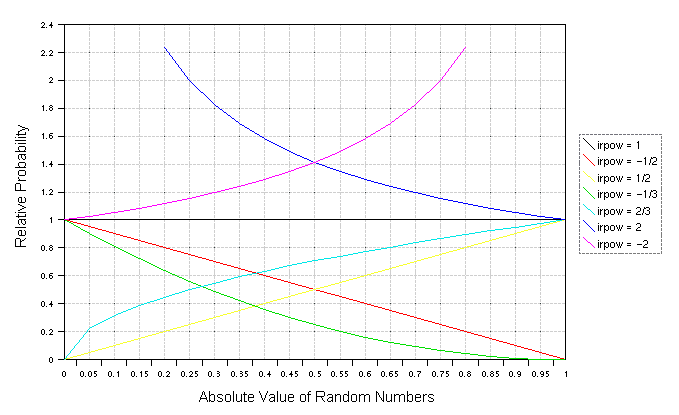 2.4
2.2
2
1.8
1.6
1.4
1.2
1
0.8
0.6
0.4
0.2
0
Relative Probability
0 0.05 0.1 0.15 0.2 0.25 0.3 0.35 0.4 0.45 0.5 0.55 0.6 0.65 0.7 0.75 0.8 0.85 0.9 0.95 1
Absolute Value of Random Numbers
irpow = 1
irpow = -1/2
irpow = 1/2
irpow = -1/3
irpow = 2/3
irpow = 2
irpow = -2